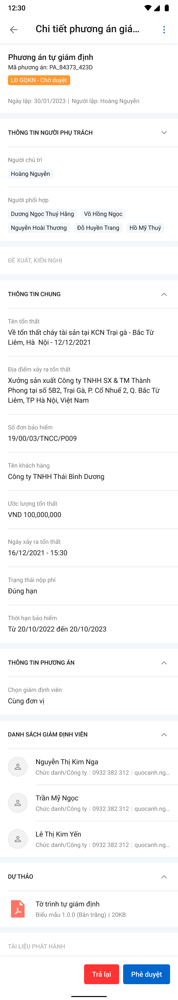 12:30
Chi tiết phương án giá...
Phương án tự giám định
Mã phương án: PA_84373_423D
LĐ GQKN - Chờ duyệt
Ngày lập: 30/01/2023 | Người lập: Hoàng Nguyễn
THÔNG TIN NGƯỜI PHỤ TRÁCH
Người chủ trì
Hoàng Nguyễn
Người phối hợp
Dương Ngọc Thuý Hằng Võ Hồng Ngọc
Nguyễn Hoài Thương Đỗ Huyền Trang Hồ Mỹ Thuý
ĐỀ XUẤT, KIẾN NGHỊ
THÔNG TIN CHUNG
Tên tổn thất
Về tổn thất cháy tài sản tại KCN Trại gà - Bắc Từ
Liêm, Hà Nội - 12/12/2021
Địa điểm xảy ra tổn thất
Xưởng sản xuất Công ty TNHH SX & TM Thành
Phong tại số 5B2, Trại Gà, P. Cổ Nhuế 2, Q. Bắc Từ
Liêm, TP Hà Nội, Việt Nam
Số đơn bảo hiểm
19/00/03/TNCC/P009
Tên khách hàng
Công ty TNHH Thái Bình Dương
Ước lượng tổn thất
VND 100,000,000
Ngày xảy ra tổn thất
16/12/2021 - 15:30
Trạng thái nộp phí
Đúng hạn
Thời hạn bảo hiểm
Từ 20/10/2022 đến 20/10/2023
THÔNG TIN PHƯƠNG ÁN
Chọn giám định viên
Cùng đơn vị
DANH SÁCH GIÁM ĐỊNH VIÊN
Nguyễn Thị Kim Nga
Chức danh/Công ty | 0932 382 312 | quocanh.ng...
Trần Mỹ Ngọc
Chức danh/Công ty | 0932 382 312 | quocanh.ng...
Lê Thị Kim Yến
Chức danh/Công ty | 0932 382 312 | quocanh.ng...
DỰ THẢO
Tờ trình tự giám định
Biểu mẫu 1.0.0 (Bản trắng) | 20KB
TÀI LIỆU PHÁT HÀNH
Trả lại Phê duyệt